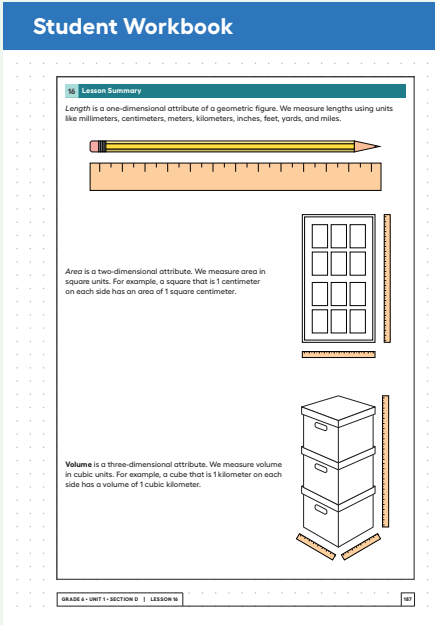 Student Workbook
16 Lesson Summary
Length is a one-dimensional attribute of a geometric figure. We measure lengths using units
like millimeters, centimeters, meters, kilometers, inches, feet, yards, and miles.
Area is a two-dimensional attribute. We measure area in
square units. For example, a square that is 1 centimeter
on each side has an area of 1 square centimeter.
Volume is a three-dimensional attribute. We measure volume
in cubic units. For example, a cube that is 1 kilometer on each
side has a volume of 1 cubic kilometer.
GRADE 6 • UNIT 1 • SECTION D | LESSON 16
187